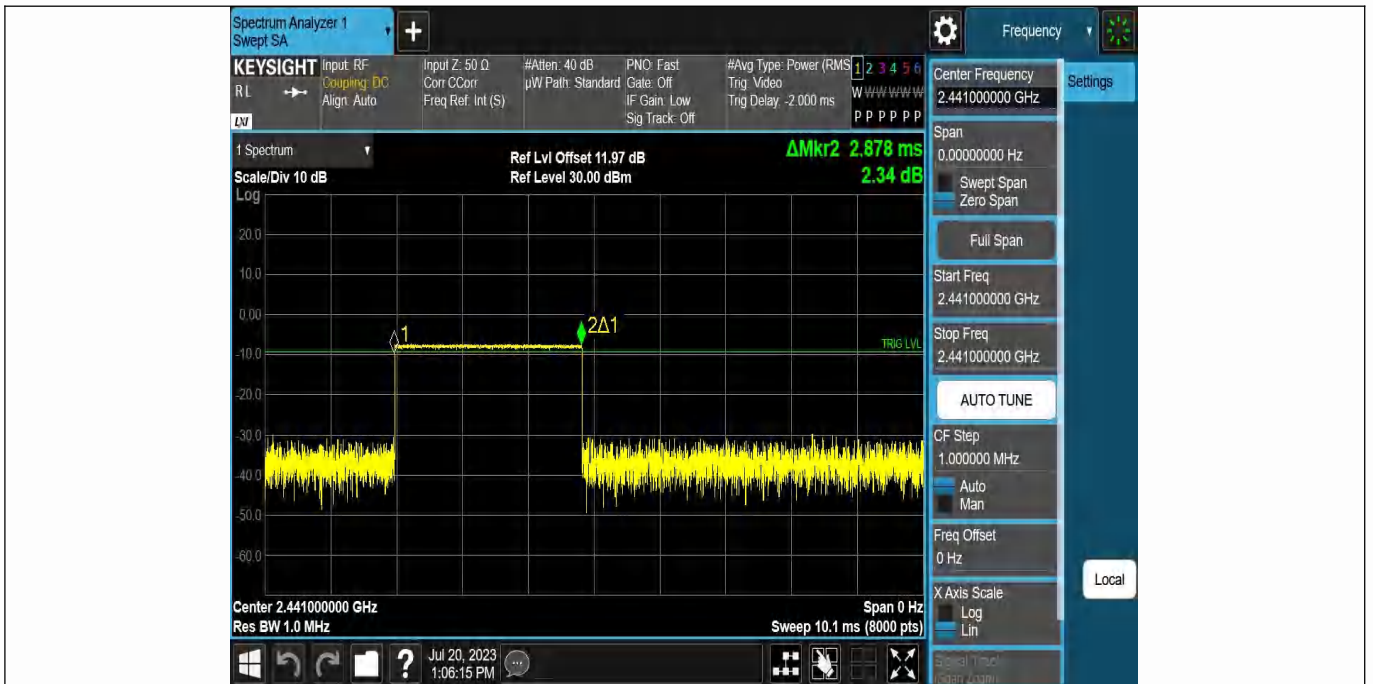 Spectrum Analyzer 1
Swept SA
+
Frequency
KEYSIGHT
R L
LXI
Input: RF
Coupling: DC
Align: Auto
Input Z: 50 Ω
Corr CCorr
Freq Ref: Int (S)
#Atten: 40 dB
µW Path: Standard
PNO: Fast
Gate: Off
IF Gain: Low
Sig Track: Off
#Avg Type: Power (RMS
Trig: Video
Trig Delay: -2.000 ms
1 2 3 4 5 6
W W W W W W
P P P P P P
1 Spectrum
Scale/Div 10 dB
Ref Lvl Offset 11.97 dB
Ref Level 30.00 dBm
ΔMkr2 2.878 ms
2.34 dB
Log
20.0
10.0
0.00
-10.0
-20.0
-30.0
-40.0
-50.0
-60.0
1
2Δ1
TRIG LVL
Center 2.441000000 GHz
Res BW 1.0 MHz
Span 0 Hz
Sweep 10.1 ms (8000 pts)
?
Jul 20, 2023
1:06:15 PM
Center Frequency
2.441000000 GHz
Settings
Span
0.00000000 Hz
Swept Span
Zero Span
Full Span
Start Freq
2.441000000 GHz
Stop Freq
2.441000000 GHz
AUTO TUNE
CF Step
1.000000 MHz
Auto
Man
Freq Offset
0 Hz
X Axis Scale
Log
Lin
Local
Signal Track
(Span Zoom)